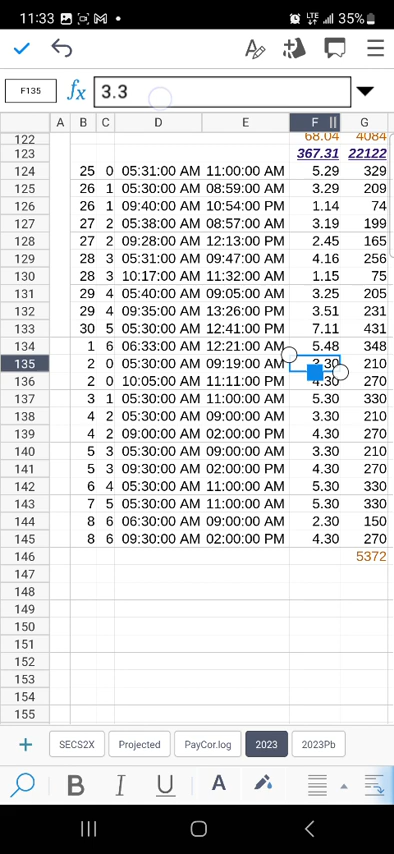 11:33 LTE 35%
F135 fx 3.3
A B C D E F G
122 68.04 4084
123 367.31 22122
124 25 0 05:31:00 AM 11:00:00 AM 5.29 329
125 26 1 05:30:00 AM 08:59:00 AM 3.29 209
126 26 1 09:40:00 AM 10:54:00 PM 1.14 74
127 27 2 05:38:00 AM 08:57:00 AM 3.19 199
128 27 2 09:28:00 AM 12:13:00 PM 2.45 165
129 28 3 05:31:00 AM 09:47:00 AM 4.16 256
130 28 3 10:17:00 AM 11:32:00 AM 1.15 75
131 29 4 05:40:00 AM 09:05:00 AM 3.25 205
132 29 4 09:35:00 AM 13:26:00 PM 3.51 231
133 30 5 05:30:00 AM 12:41:00 PM 7.11 431
134 1 6 06:33:00 AM 12:21:00 AM 5.48 348
135 2 0 05:30:00 AM 09:19:00 AM 3.30 210
136 2 0 10:05:00 AM 11:11:00 PM 4.30 270
137 3 1 05:30:00 AM 11:00:00 AM 5.30 330
138 4 2 05:30:00 AM 09:00:00 AM 3.30 210
139 4 2 09:00:00 AM 02:00:00 PM 4.30 270
140 5 3 05:30:00 AM 09:00:00 AM 3.30 210
141 5 3 09:30:00 AM 02:00:00 PM 4.30 270
142 6 4 05:30:00 AM 11:00:00 AM 5.30 330
143 7 5 05:30:00 AM 11:00:00 AM 5.30 330
144 8 6 06:30:00 AM 09:00:00 AM 2.30 150
145 8 6 09:30:00 AM 02:00:00 PM 4.30 270
146 5372
147
148
149
150
151
152
153
154
155
+ SECS2X Projected PayCor.log 2023 2023Pb
B I U A